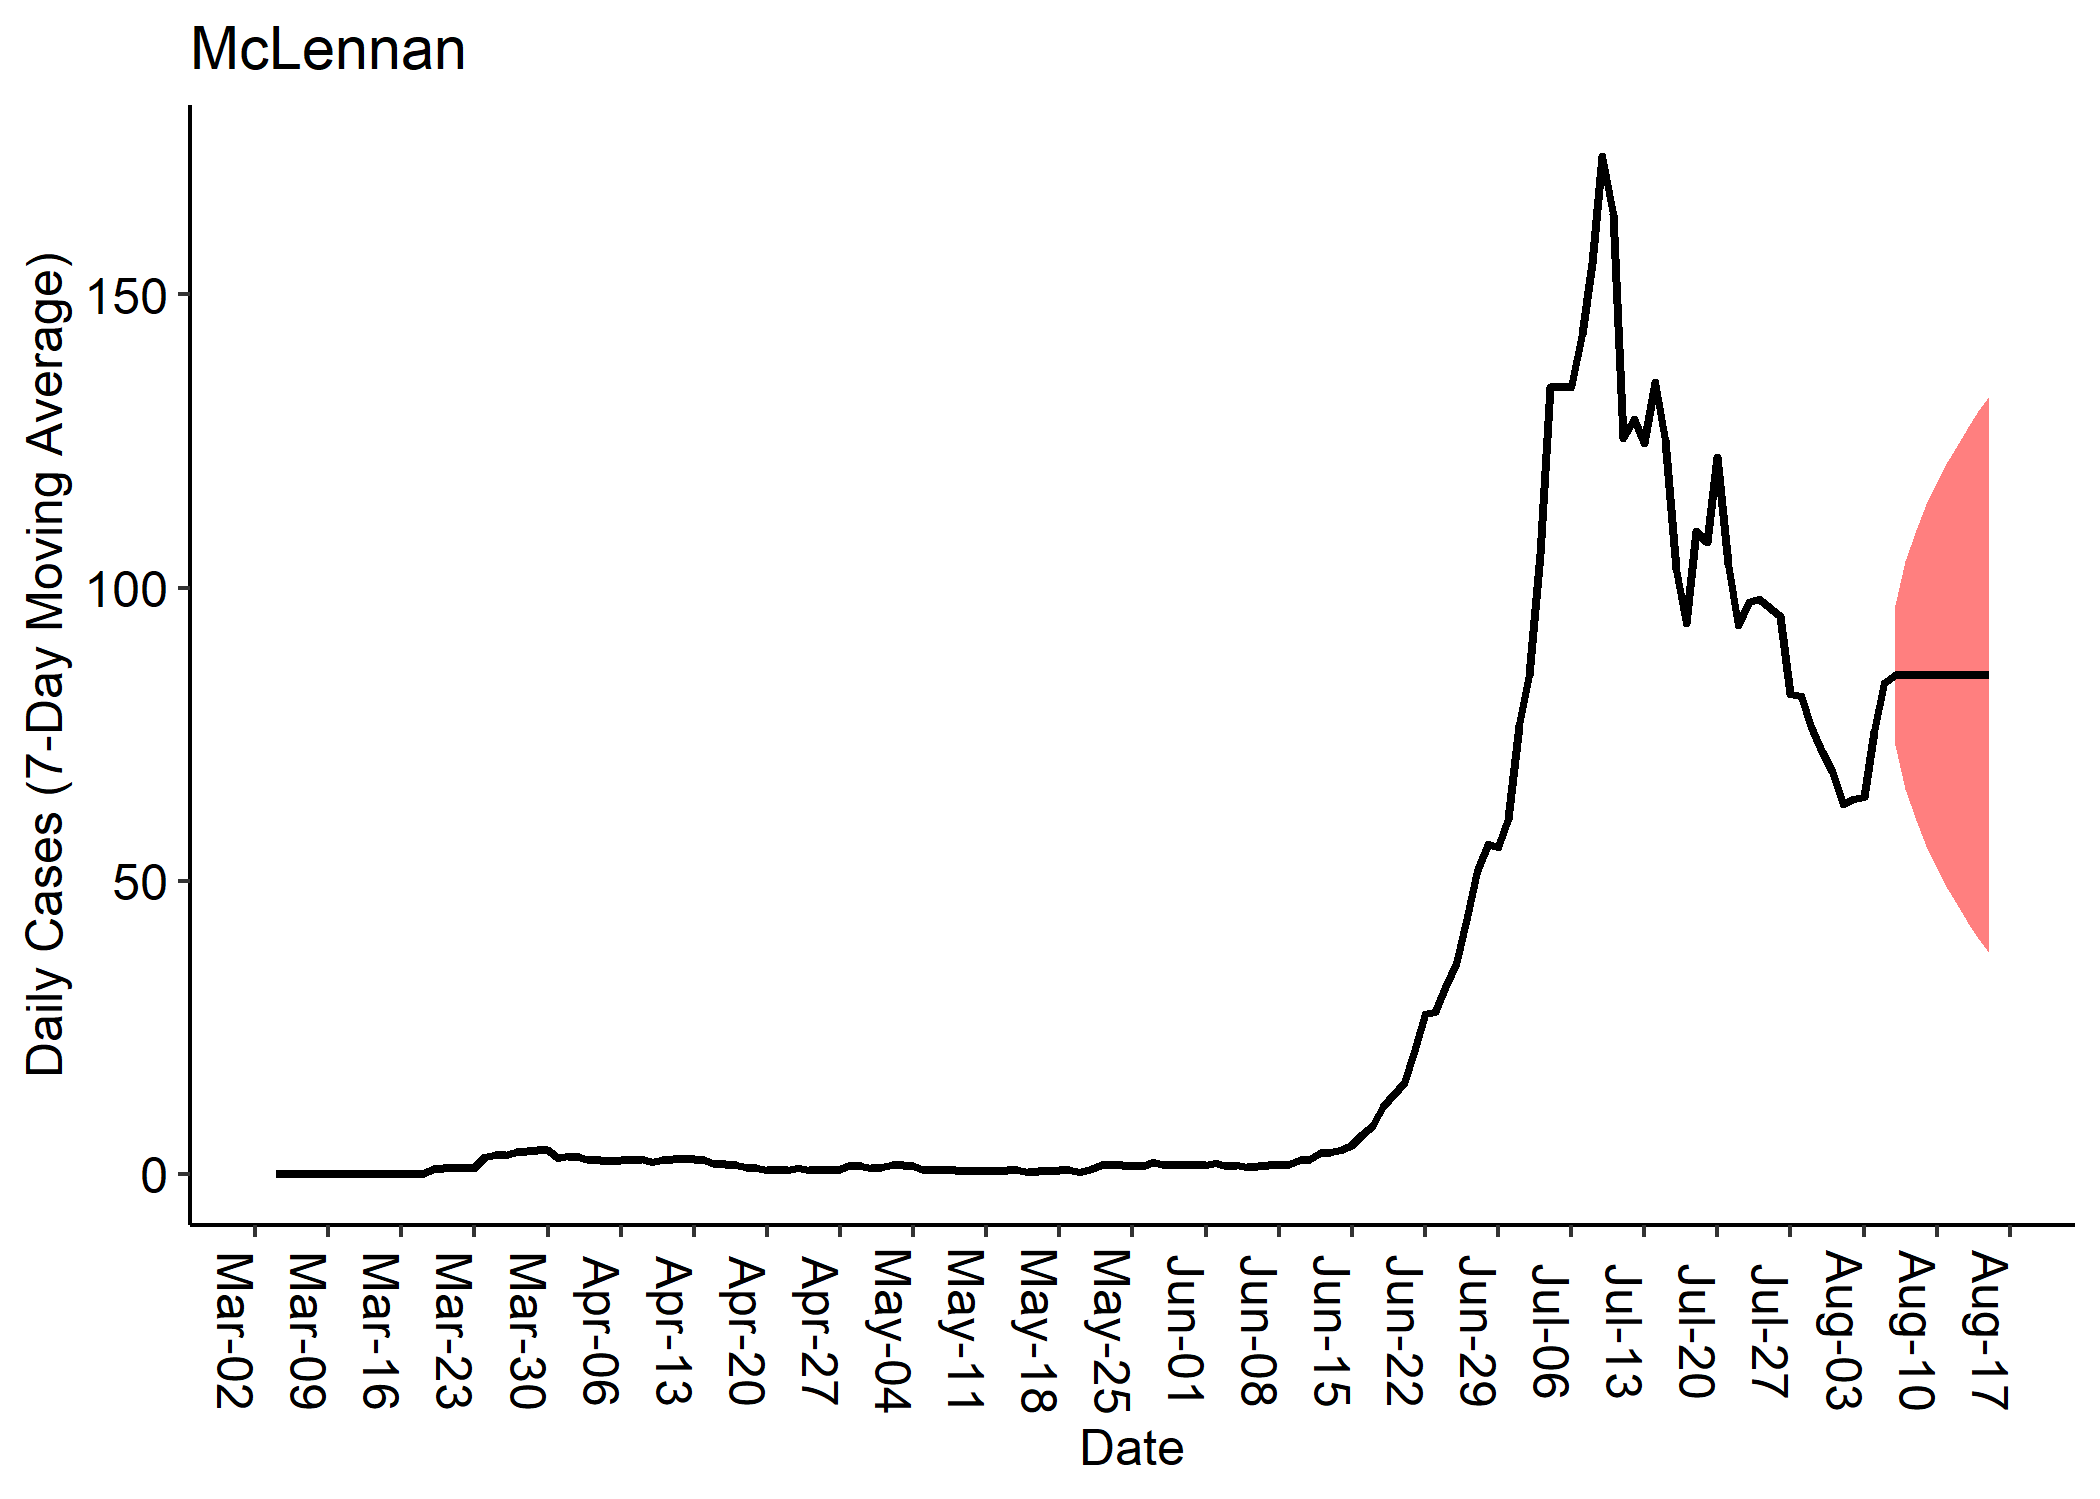 McLennan
Daily Cases (7-Day Moving Average)
150
100
50
0
Mar-02
Mar-09
Mar-16
Mar-23
Mar-30
Apr-06
Apr-13
Apr-20
Apr-27
May-04
May-11
May-18
May-25
Jun-01
Jun-08
Jun-15
Jun-22
Jun-29
Jul-06
Jul-13
Jul-20
Jul-27
Aug-03
Aug-10
Aug-17
Date